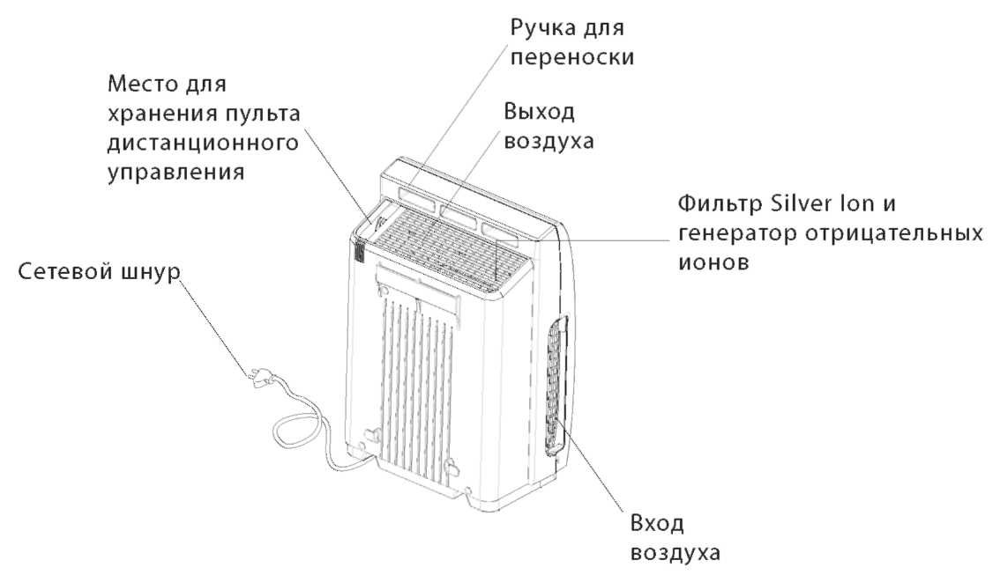 Ручка для
переноски
Место для
хранения пульта
дистанционного
управления
Выход
воздуха
Фильтр Silver Ion и
генератор отрицательных
ионов
Сетевой шнур
Вход
воздуха